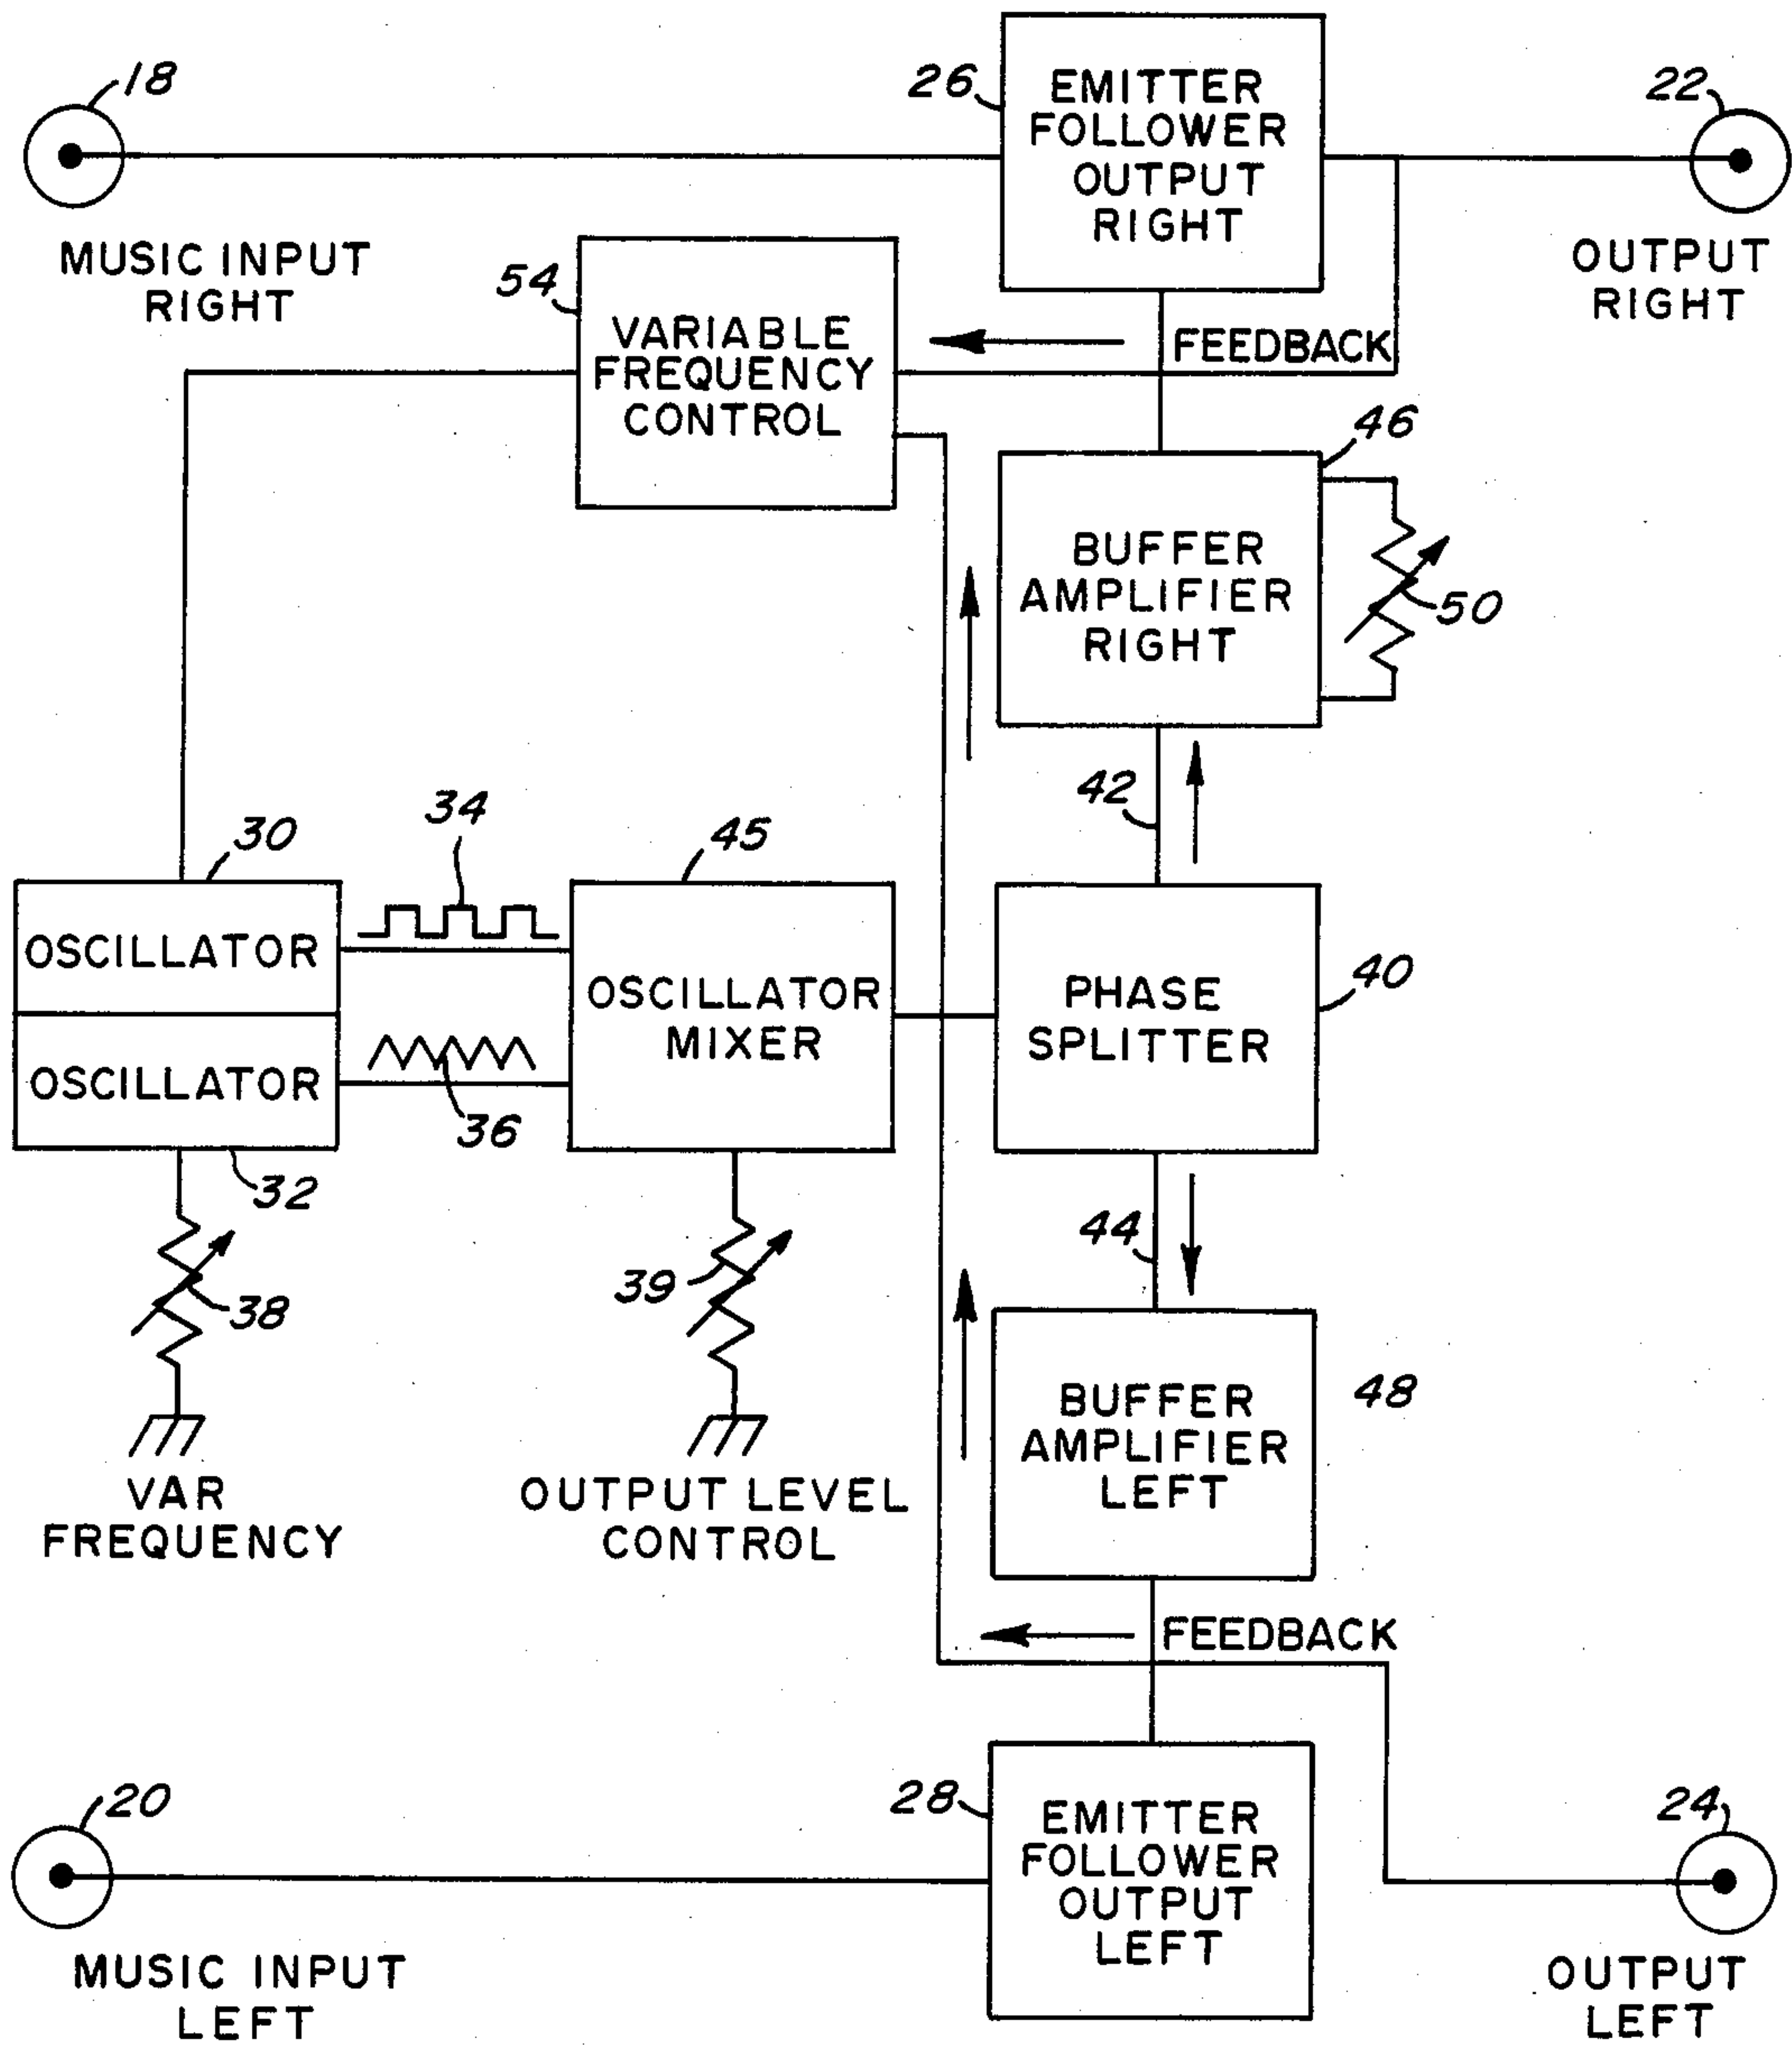 18
26
EMITTER
FOLLOWER
OUTPUT
RIGHT
22
MUSIC INPUT
RIGHT
OUTPUT
RIGHT
54
VARIABLE
FREQUENCY
CONTROL
FEEDBACK
46
BUFFER
AMPLIFIER
RIGHT
50
42
34
30
45
OSCILLATOR
OSCILLATOR
36
32
OSCILLATOR
MIXER
PHASE
SPLITTER
40
38
39
44
VAR
FREQUENCY
OUTPUT LEVEL
CONTROL
BUFFER
AMPLIFIER
LEFT
48
FEEDBACK
20
28
EMITTER
FOLLOWER
OUTPUT
LEFT
24
MUSIC INPUT
LEFT
OUTPUT
LEFT